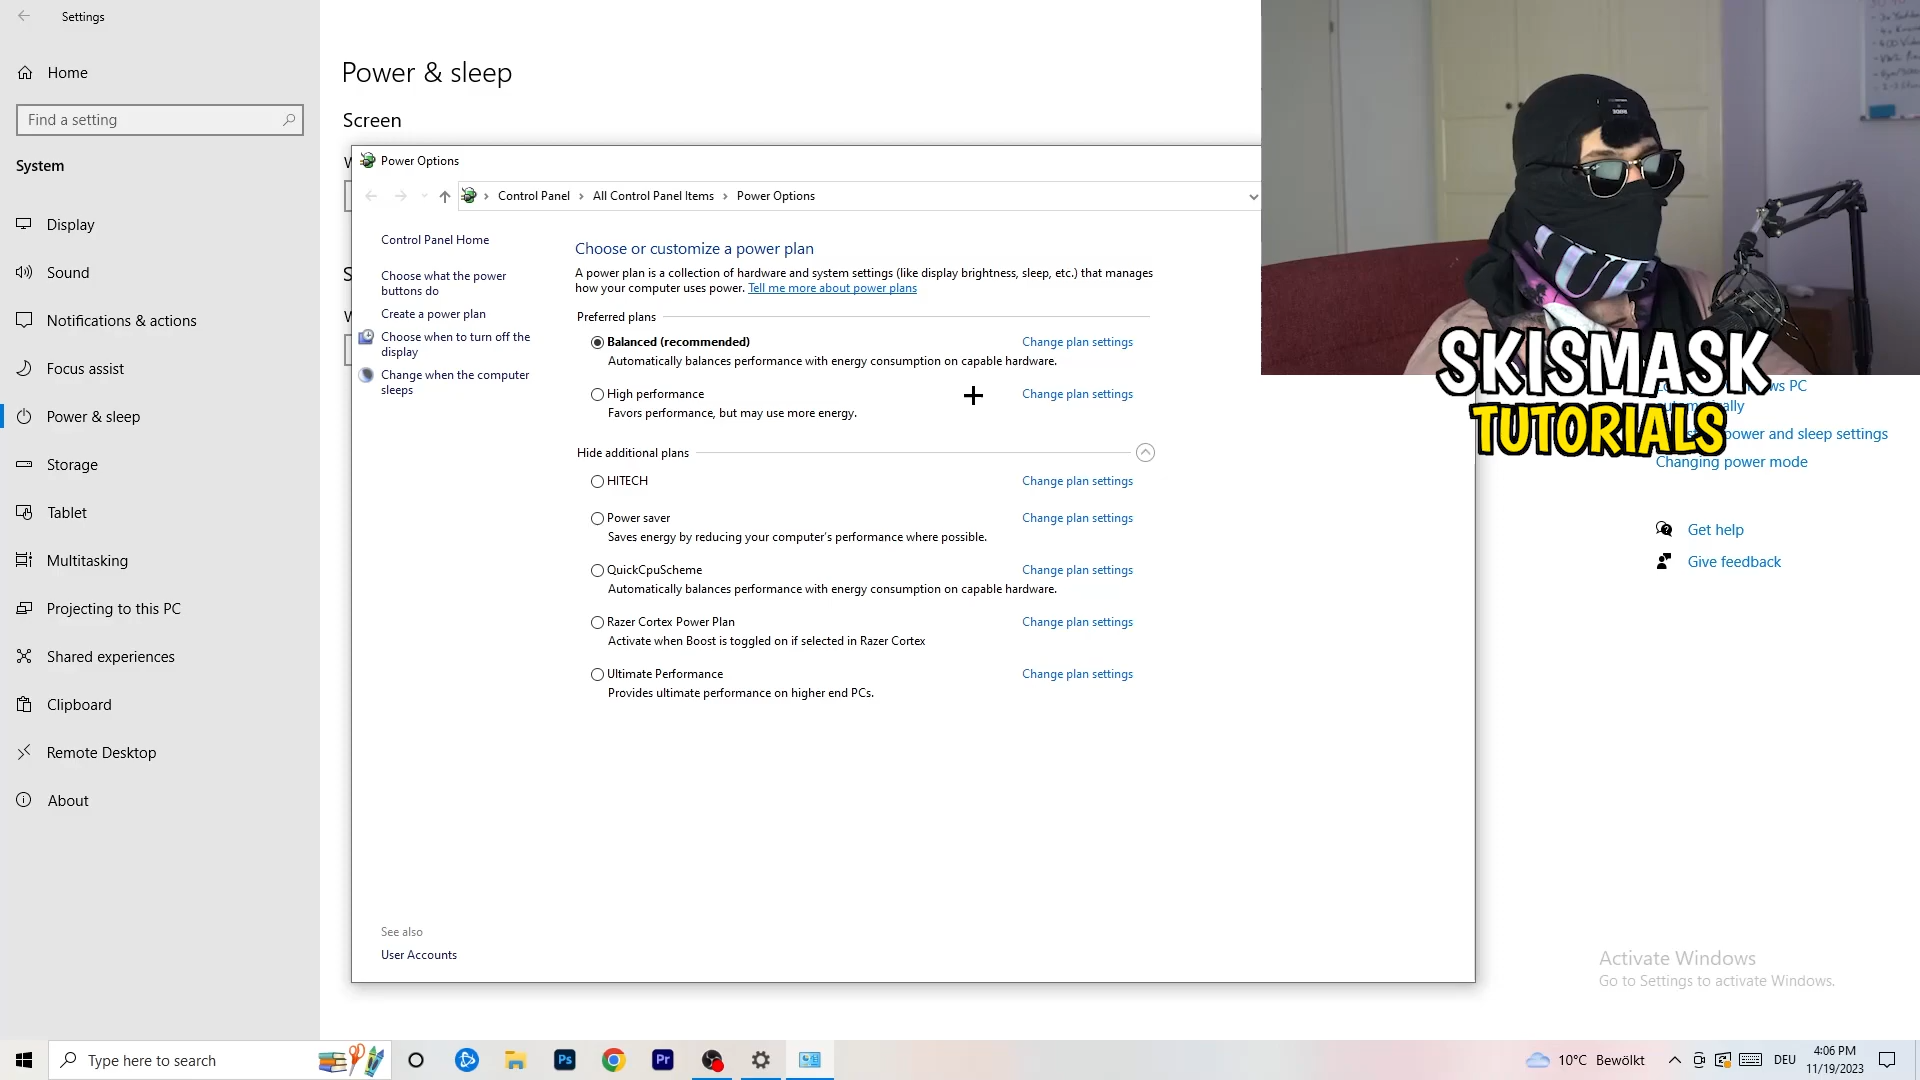 Settings
Home
Find a setting
System
Display
Sound
Notifications & actions
Focus assist
Power & sleep
Storage
Tablet
Multitasking
Projecting to this PC
Shared experiences
Clipboard
Remote Desktop
About
Power & sleep
Screen
Power Options
Control Panel › All Control Panel Items › Power Options
Control Panel Home
Choose what the power
buttons do
Create a power plan
Choose when to turn off the
display
Change when the computer
sleeps
See also
User Accounts
Choose or customize a power plan
A power plan is a collection of hardware and system settings (like display brightness, sleep, etc.) that manages
how your computer uses power. Tell me more about power plans
Preferred plans
Balanced (recommended) Change plan settings
Automatically balances performance with energy consumption on capable hardware.
High performance Change plan settings
Favors performance, but may use more energy.
Hide additional plans
HITECH Change plan settings
Power saver Change plan settings
Saves energy by reducing your computer's performance where possible.
QuickCpuScheme Change plan settings
Automatically balances performance with energy consumption on capable hardware.
Razer Cortex Power Plan Change plan settings
Activate when Boost is toggled on if selected in Razer Cortex
Ultimate Performance Change plan settings
Provides ultimate performance on higher end PCs.
SKISMASK
TUTORIALS
PC
power and sleep settings
Changing power mode
Get help
Give feedback
Activate Windows
Go to Settings to activate Windows.
Type here to search
Ps
Pr
10°C Bewölkt
DEU
4:06 PM
11/19/2023